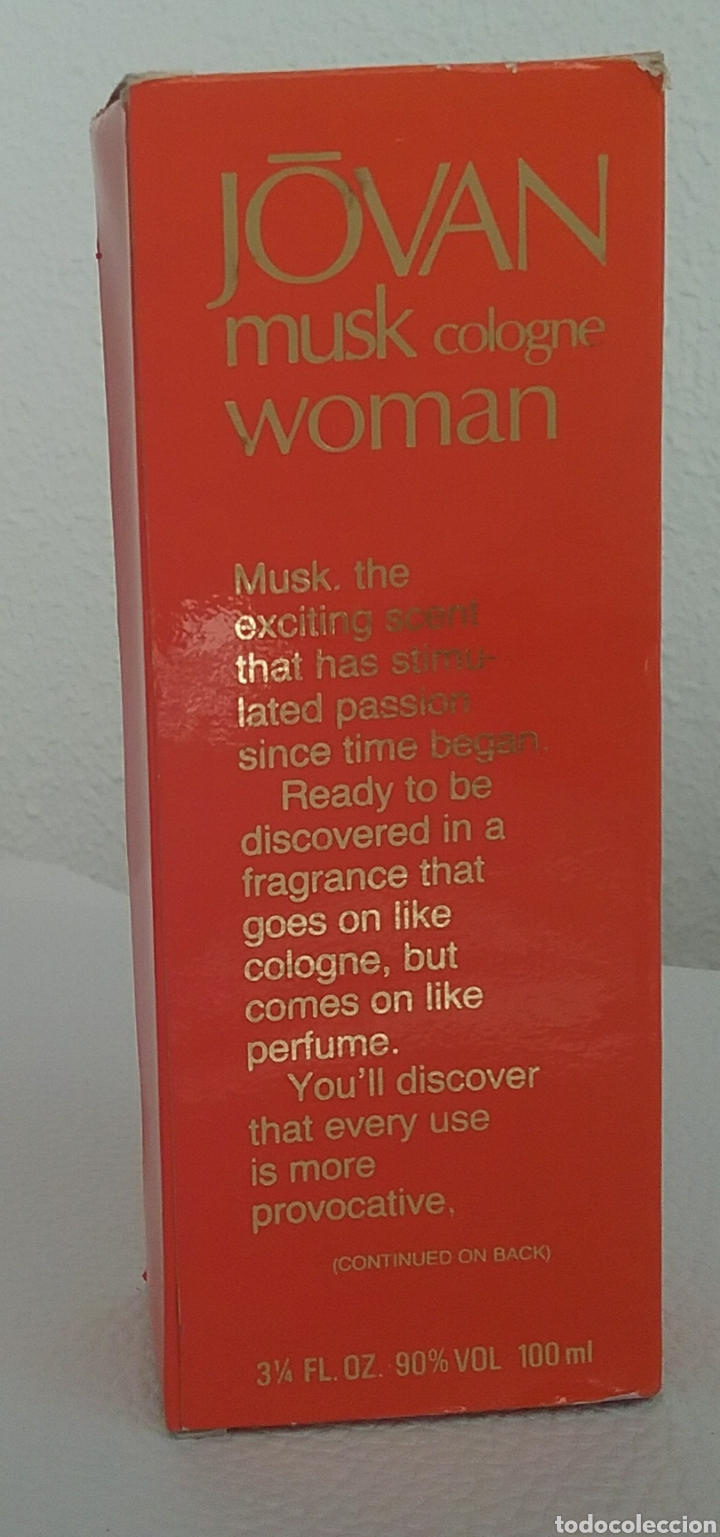 JŌVAN
musk cologne
woman
Musk. the
exciting scent
that has stimu-
lated passion
since time began.
Ready to be
discovered in a
fragrance that
goes on like
cologne, but
comes on like
perfume.
You'll discover
that every use
is more
provocative,
(CONTINUED ON BACK)
3¼ FL. OZ. 90% VOL 100 ml
todocoleccion